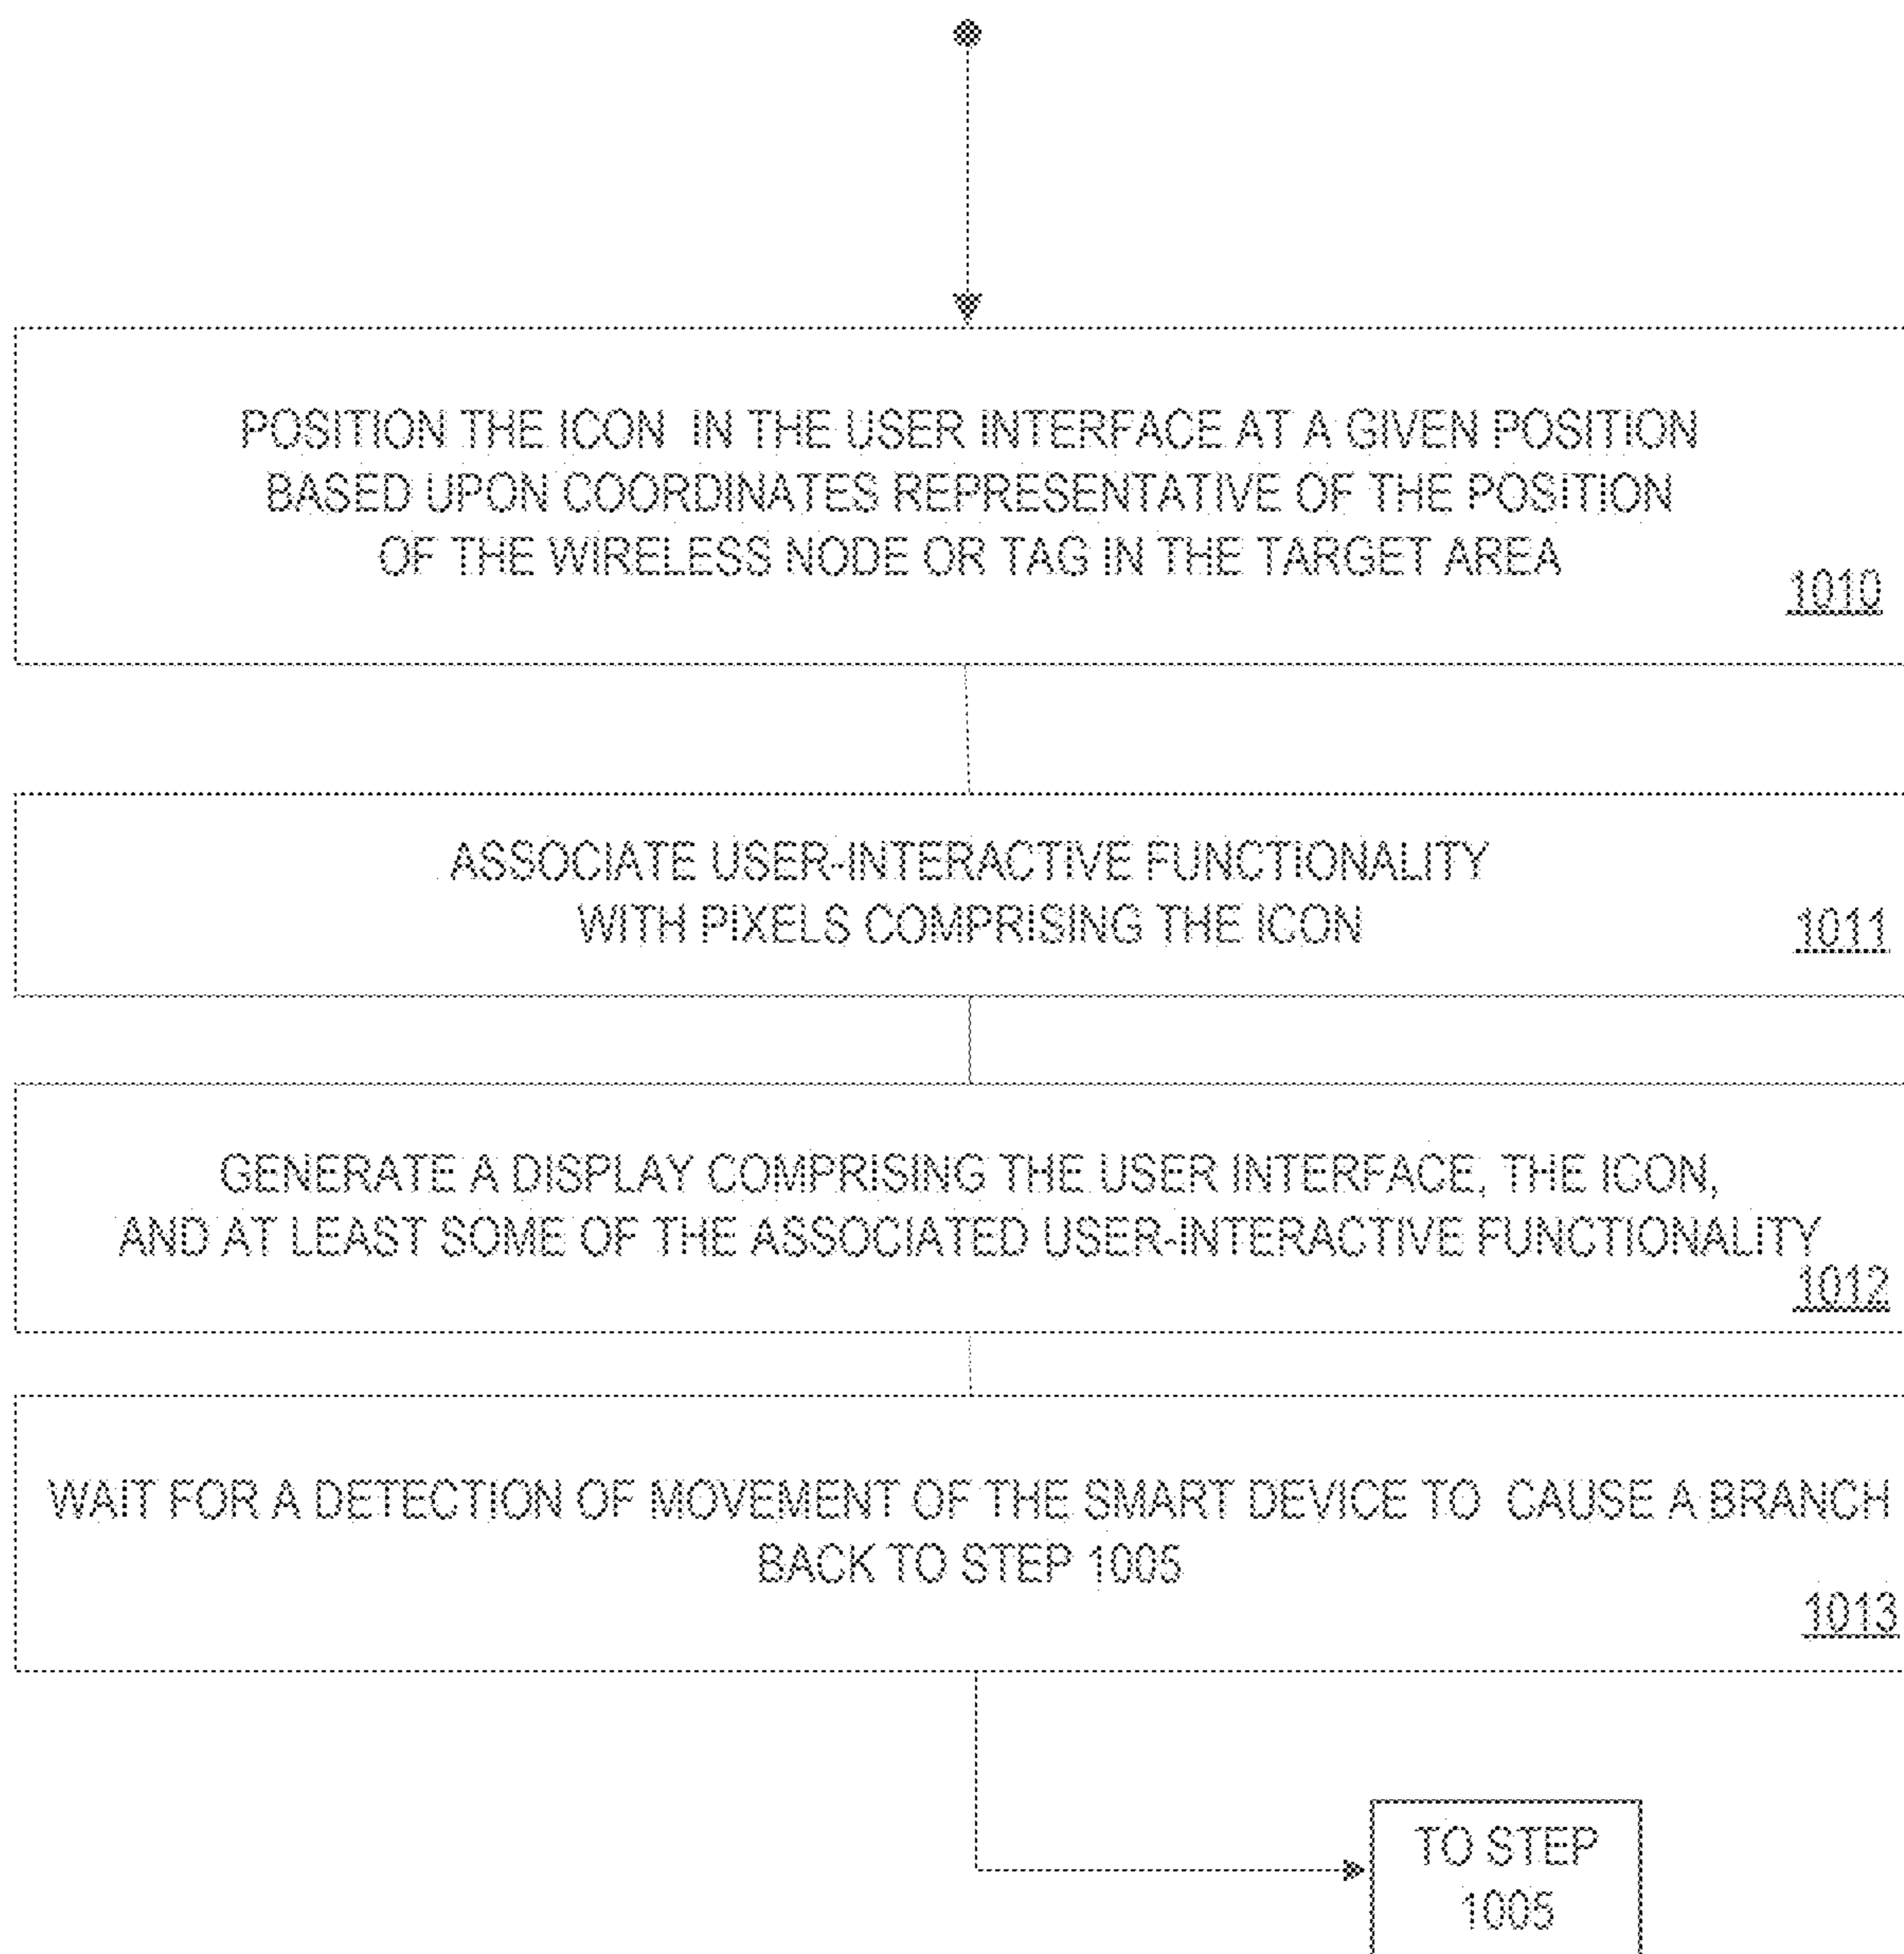 POSITION THE ICON IN THE USER INTERFACE AT A GIVEN POSITION
BASED UPON COORDINATES REPRESENTATIVE OF THE POSITION
OF THE WIRELESS NODE OR TAG IN THE TARGET AREA
1010
ASSOCIATE USER-INTERACTIVE FUNCTIONALITY
WITH PIXELS COMPRISING THE ICON
1011
GENERATE A DISPLAY COMPRISING THE USER INTERFACE, THE ICON,
AND AT LEAST SOME OF THE ASSOCIATED USER-INTERACTIVE FUNCTIONALITY
1012
WAIT FOR A DETECTION OF MOVEMENT OF THE SMART DEVICE TO CAUSE A BRANCH
BACK TO STEP 1005
1013
TO STEP
1005